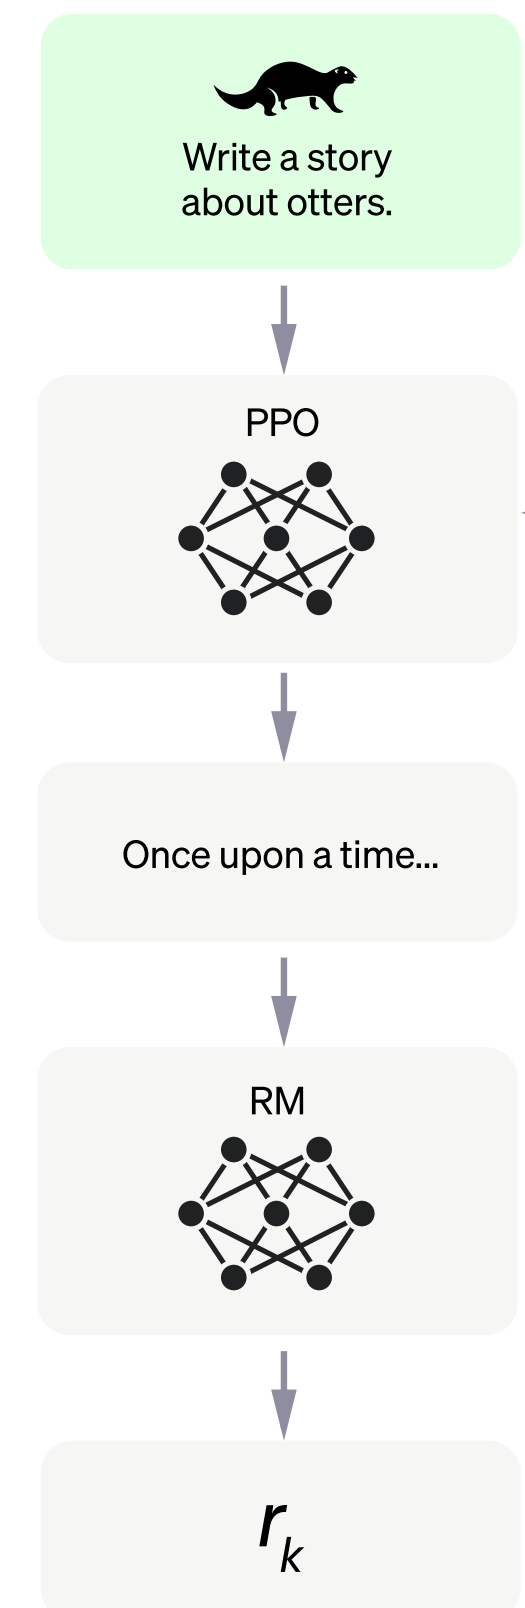 Write a story
about otters.
PPO
Once upon a time...
RM
r_k